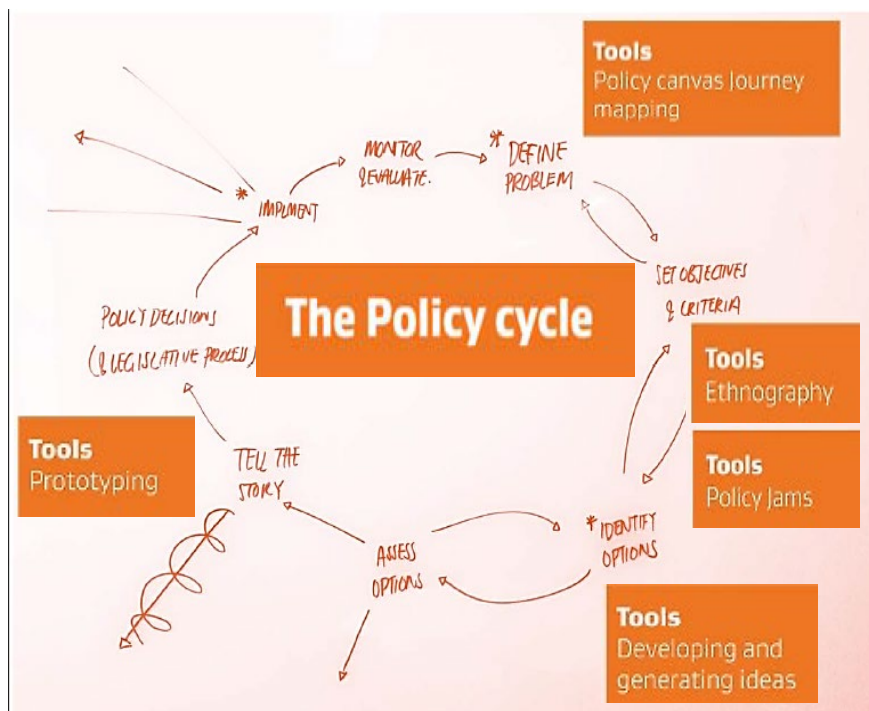 Tools
Policy canvas Journey
mapping
MONITOR
& EVALUATE.
* DEFINE
PROBLEM
*
IMPLMENT
SET OBJECTIVES
& CRITERIA
The Policy cycle
POLICY DECISIONS
(& LEGISLATIVE PROCESS)
Tools
Ethnography
Tools
Prototyping
TELL THE
STORY
Tools
Policy Jams
* IDENTIFY
OPTIONS
ASSESS
OPTIONS
Tools
Developing and
generating ideas